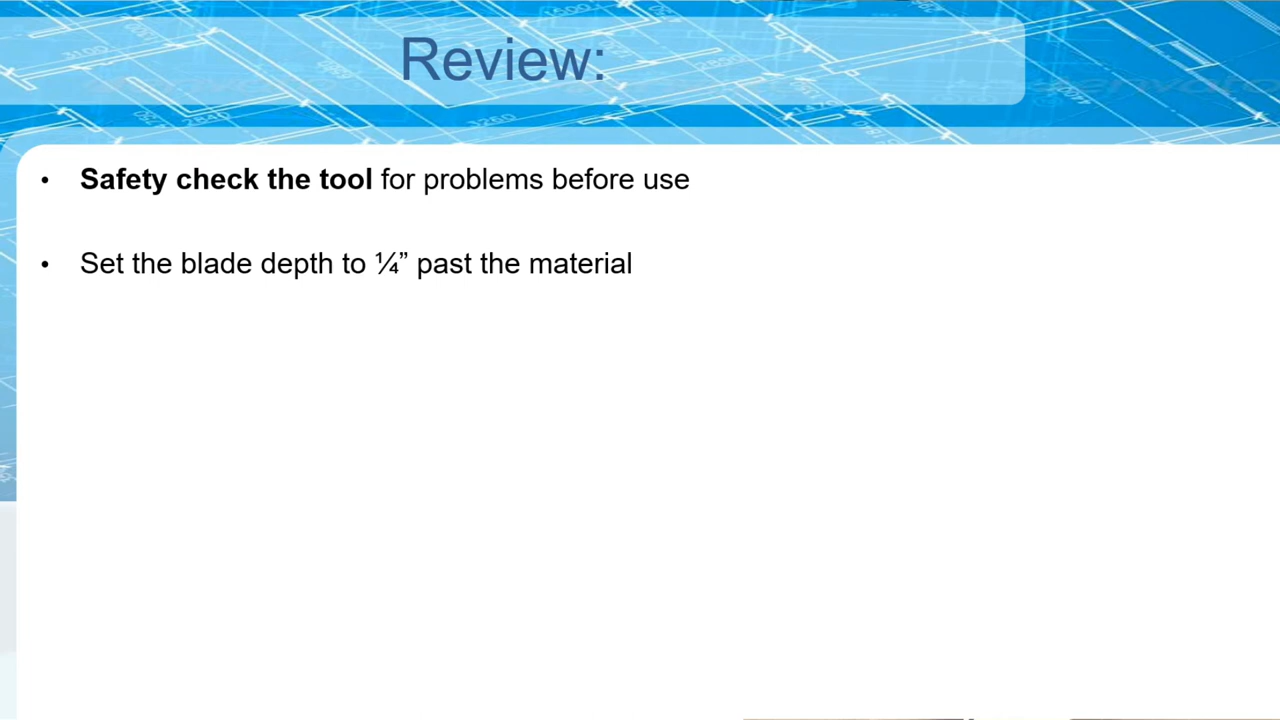 Review:
• Safety check the tool for problems before use
• Set the blade depth to ¼” past the material